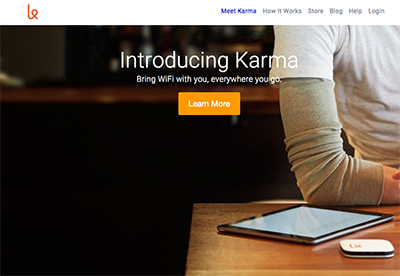 Meet Karma How It Works Store Blog Help Login
Introducing Karma
Bring WiFi with you, everywhere you go.
Learn More